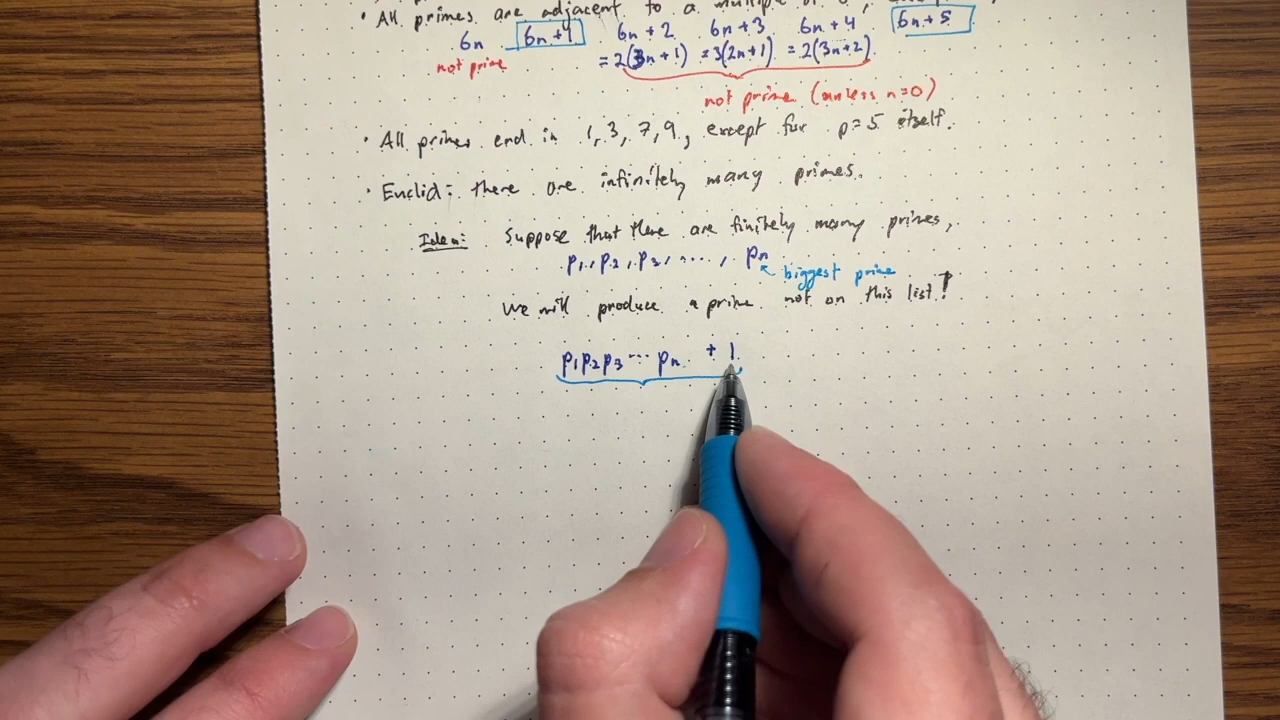 • All primes are adjacent to a multiple of
6n 6n+1 6n+2 6n+3 6n+4 6n+5
not prime = 2(3n+1) = 3(2n+1) = 2(3n+2)
not prime (unless n=0)
• All primes end in 1, 3, 7, 9, except for p=5 itself.
• Euclid: there are infinitely many primes.
Idea: Suppose that there are finitely many primes,
p₁, p₂, p₃, ...., pₙ
biggest prime
we will produce a prime not on this list!
p₁p₂p₃ ... pₙ + 1